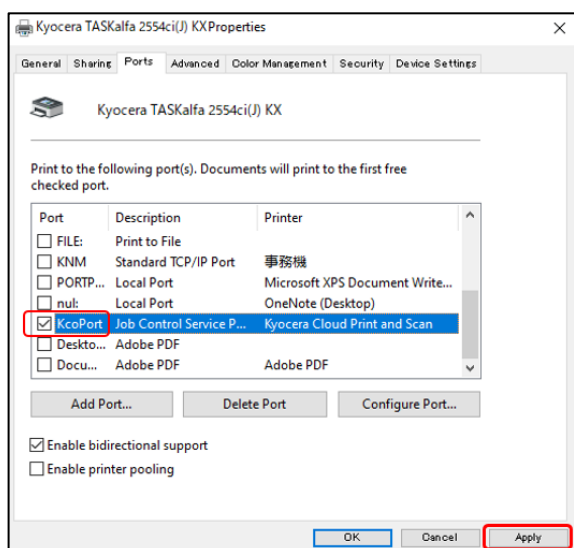 Kyocera TASKalfa 2554ci(J) KXProperties
General Sharing Ports Advanced Color Management Security Device Settings
Kyocera TASKalfa 2554ci(J) KX
Print to the following port(s). Documents will print to the first free
checked port.
Port Description Printer
FILE: Print to File
KNM Standard TCP/IP Port 事務機
PORTP... Local Port Microsoft XPS Document Write...
nul: Local Port OneNote (Desktop)
KcoPort Job Control Service P... Kyocera Cloud Print and Scan
Deskto... Adobe PDF
Docu... Adobe PDF Adobe PDF
Add Port... Delete Port Configure Port...
Enable bidirectional support
Enable printer pooling
OK Cancel Apply